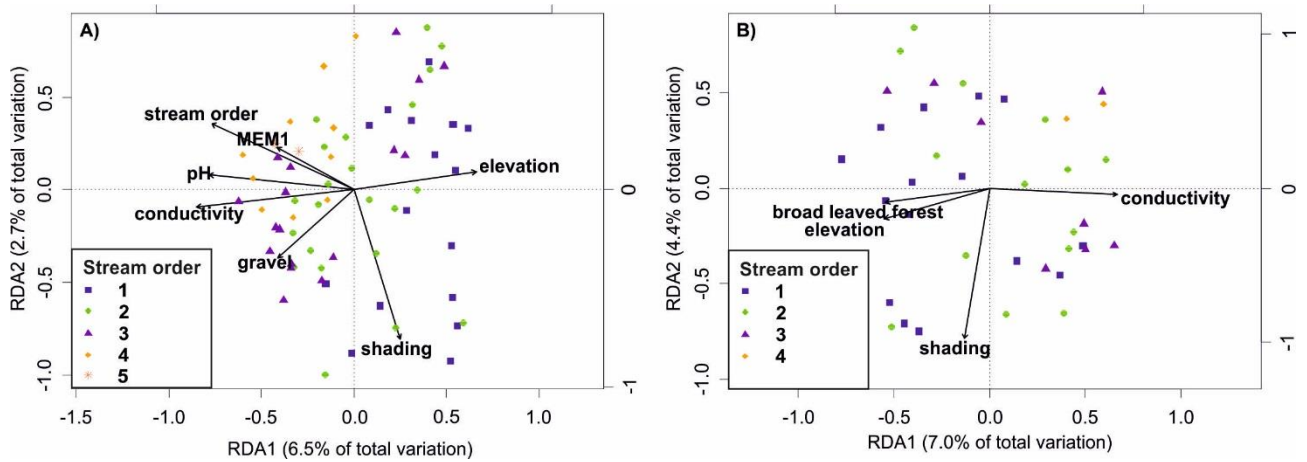 A)
stream order
MEM1
pH
elevation
conductivity
gravel
shading
Stream order
1
2
3
4
5
0.5
0.0
-0.5
-1.0
0
-1
-1.5
-1.0
-0.5
0.0
0.5
1.0
RDA2 (2.7% of total variation)
RDA1 (6.5% of total variation)
B)
conductivity
broad leaved forest
elevation
shading
Stream order
1
2
3
4
0.5
0.0
-0.5
-1.0
1
0
-1
-1.0
-0.5
0.0
0.5
1.0
RDA2 (4.4% of total variation)
RDA1 (7.0% of total variation)